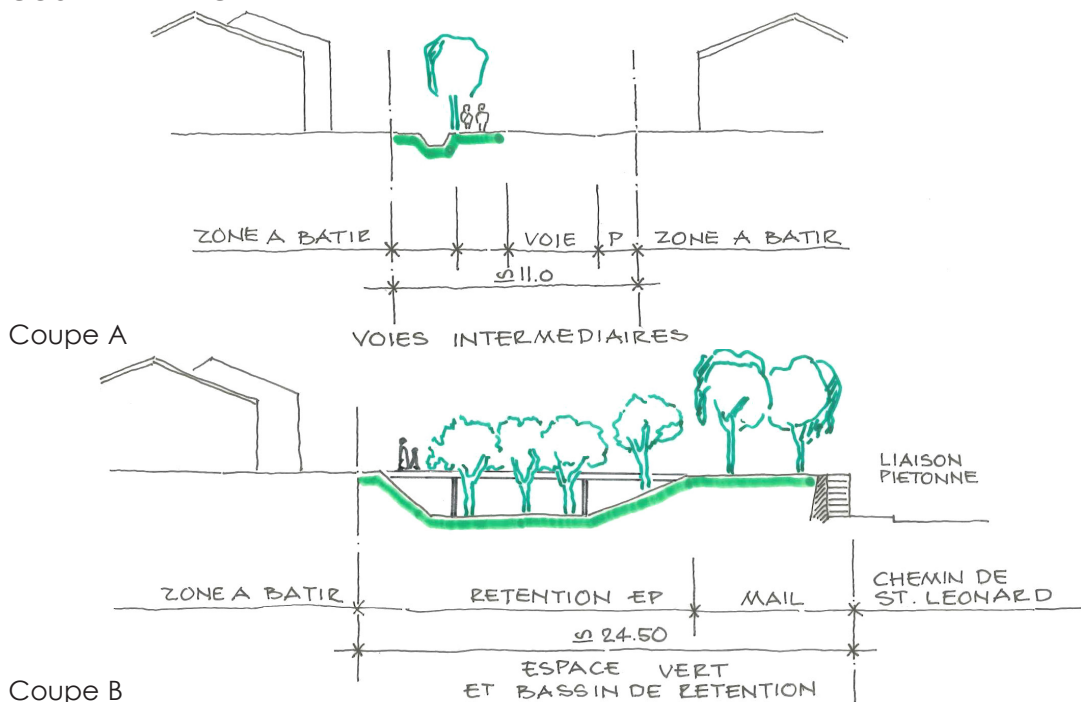 ZONE A BATIR
VOIE
P
ZONE A BATIR
≤ 11.0
Coupe A
VOIES INTERMEDIAIRES
LIAISON
PIETONNE
ZONE A BATIR
RETENTION EP
MAIL
CHEMIN DE
ST. LEONARD
≤ 24.50
ESPACE VERT
ET BASSIN DE RETENTION
Coupe B